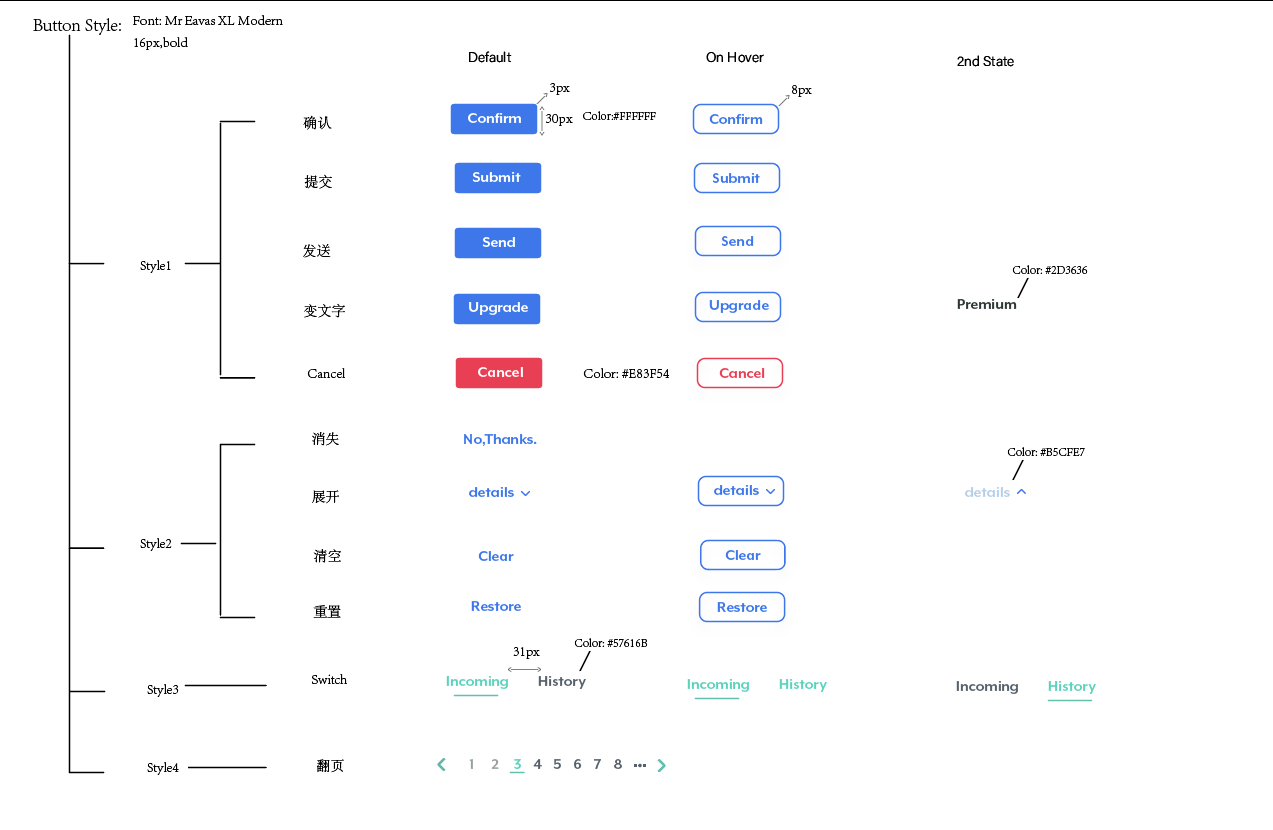 Button Style:
Font: Mr Eavas XL Modern
16px,bold
Default
On Hover
2nd State
3px
8px
确认
Confirm
30px
Color:#FFFFFF
Confirm
提交
Submit
Submit
发送
Send
Send
Style1
Color: #2D3636
变文字
Upgrade
Upgrade
Premium
Cancel
Cancel
Color: #E83F54
Cancel
消失
No,Thanks.
Color: #B5CFE7
展开
details
details
details
Style2
清空
Clear
Clear
重置
Restore
Restore
31px
Color: #57616B
Style3
Switch
Incoming
History
Incoming
History
Incoming
History
Style4
翻页
1 2 3 4 5 6 7 8 ...